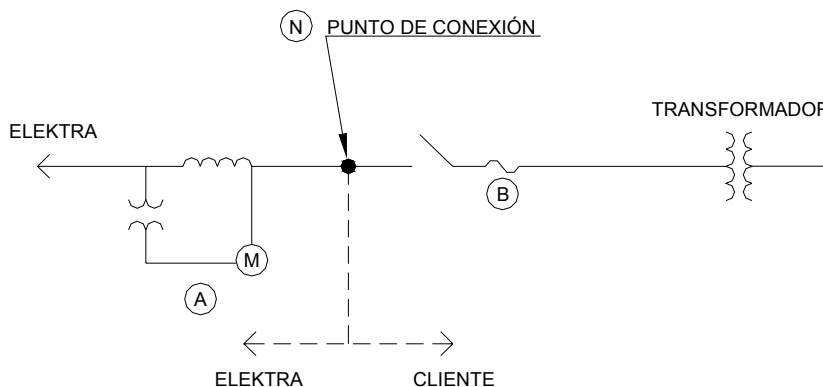 N PUNTO DE CONEXIÓN
TRANSFORMADOR
ELEKTRA
B
M
A
ELEKTRA CLIENTE